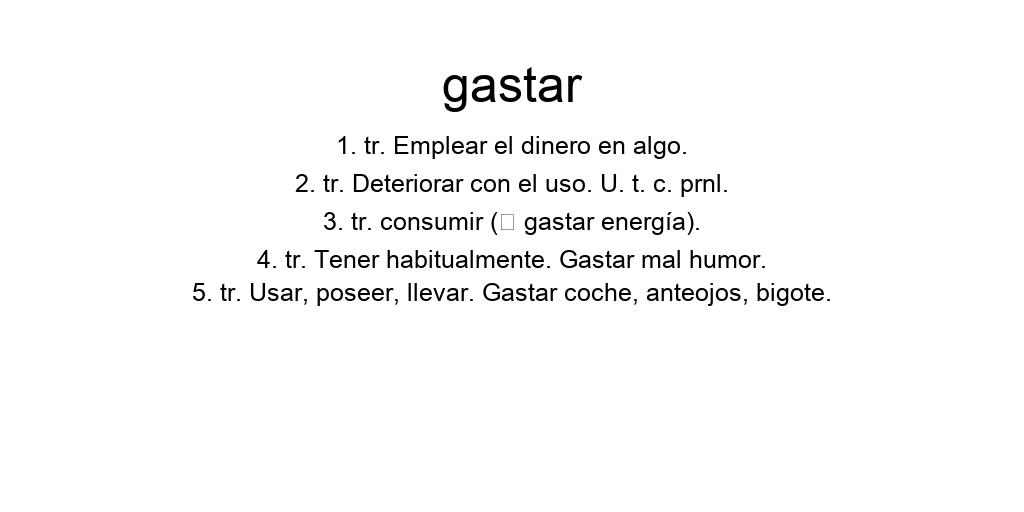 gastar
1. tr. Emplear el dinero en algo.
2. tr. Deteriorar con el uso. U. t. c. prnl.
3. tr. consumir (□ gastar energía).
4. tr. Tener habitualmente. Gastar mal humor.
5. tr. Usar, poseer, llevar. Gastar coche, anteojos, bigote.